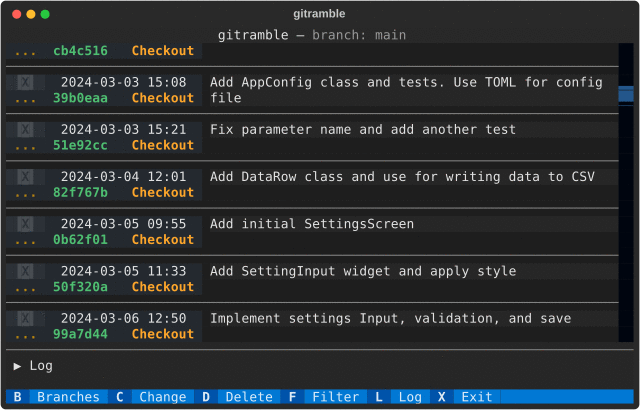 gitramble
gitramble — branch: main
... cb4c516 Checkout
X 2024-03-03 15:08 Add AppConfig class and tests. Use TOML for config
... 39b0eaa Checkout file
X 2024-03-03 15:21 Fix parameter name and add another test
... 51e92cc Checkout
X 2024-03-04 12:01 Add DataRow class and use for writing data to CSV
... 82f767b Checkout
X 2024-03-05 09:55 Add initial SettingsScreen
... 0b62f01 Checkout
X 2024-03-05 11:33 Add SettingInput widget and apply style
... 50f320a Checkout
X 2024-03-06 12:50 Implement settings Input, validation, and save
... 99a7d44 Checkout
▶ Log
B Branches C Change D Delete F Filter L Log X Exit